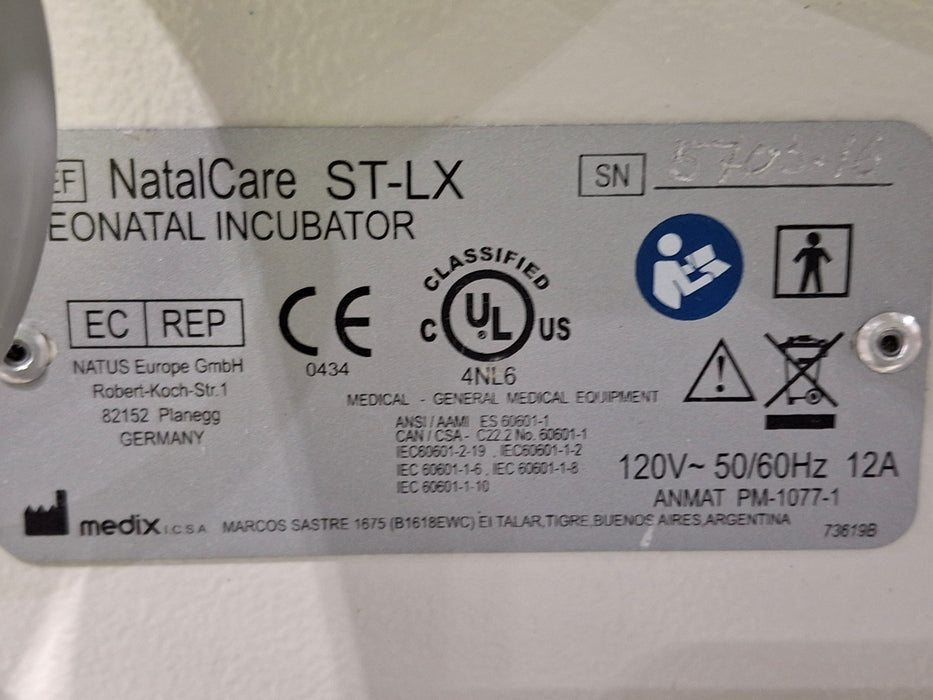 EF NatalCare ST-LX
EONATAL INCUBATOR
SN 5703-16
CLASSIFIED
C UL® US
4NL6
EC REP
CE
0434
NATUS Europe GmbH
Robert-Koch-Str.1
82152 Planegg
GERMANY
MEDICAL - GENERAL MEDICAL EQUIPMENT
ANSI / AAMI ES 60601-1
CAN / CSA - C22.2 No. 60601-1
IEC60601-2-19 , IEC60601-1-2
IEC 60601-1-6 , IEC 60601-1-8
IEC 60601-1-10
120V~ 50/60Hz 12A
ANMAT PM-1077-1
medix I.C.S.A MARCOS SASTRE 1675 (B1618EWC) El TALAR,TIGRE,BUENOS AIRES,ARGENTINA
73619B